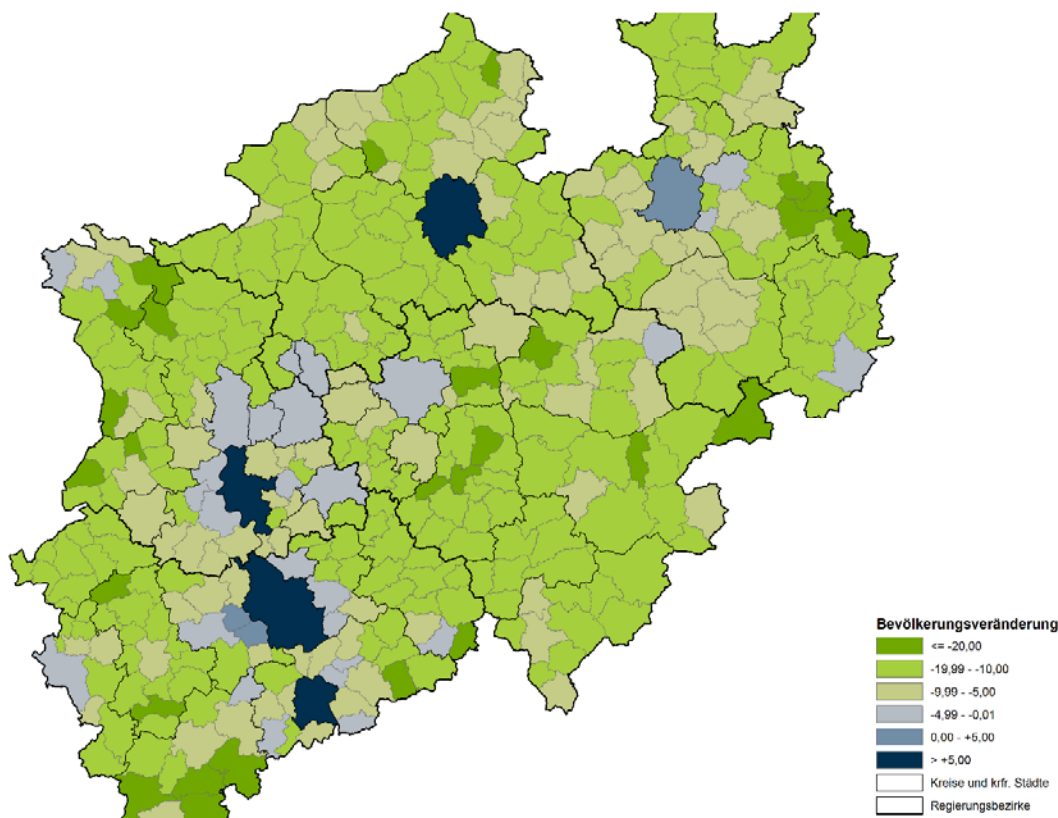 Bevölkerungsveränderung
<= -20,00
-19,99 - -10,00
-9,99 - -5,00
-4,99 - -0,01
0,00 - +5,00
> +5,00
Kreise und krfr. Städte
Regierungsbezirke